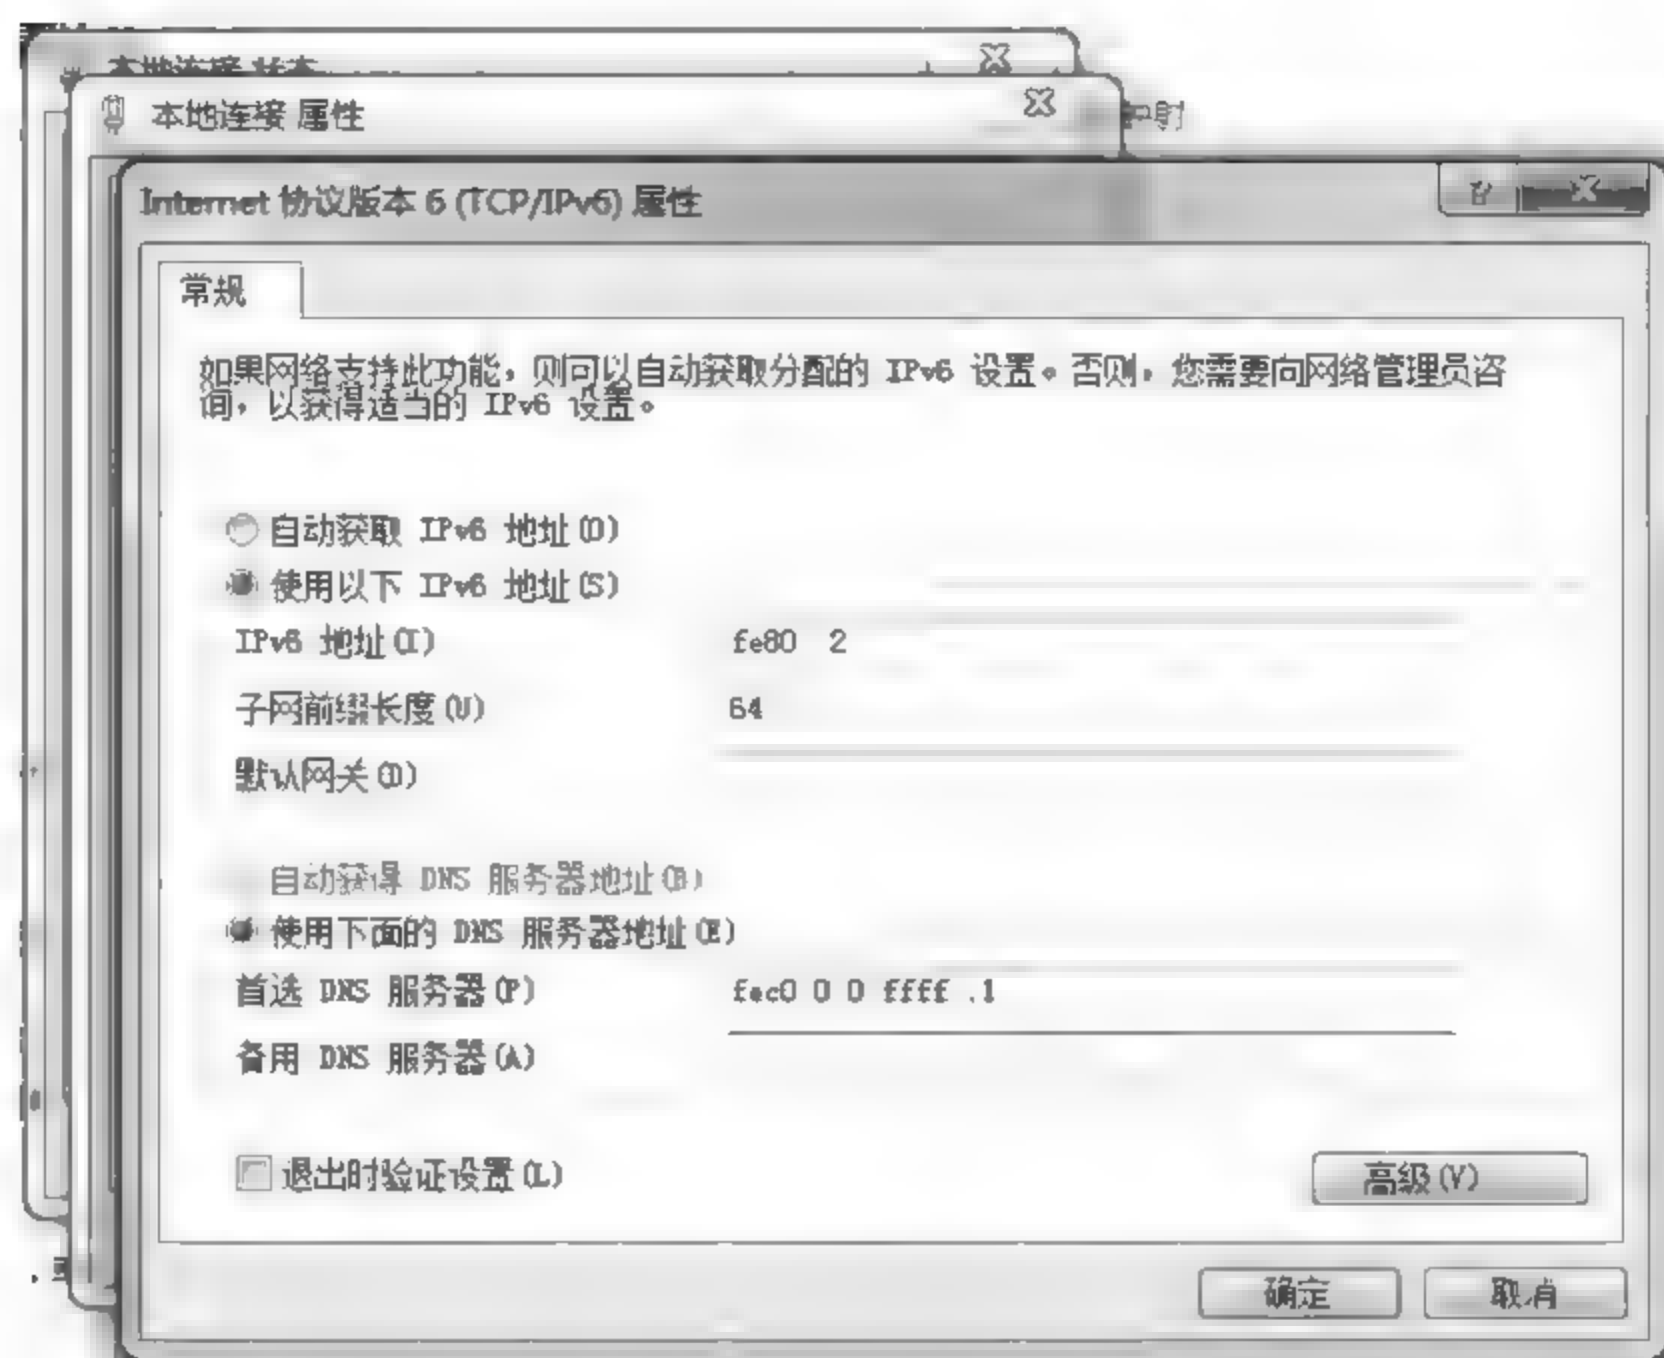 本地连接 状态
本地连接 属性
Internet 协议版本 6 (TCP/IPv6) 属性
常规
如果网络支持此功能，则可以自动获取分配的 IPv6 设置。否则，您需要向网络管理员咨
询，以获得适当的 IPv6 设置。
自动获取 IPv6 地址(O)
使用以下 IPv6 地址(S)
IPv6 地址(I) fe80 2
子网前缀长度(U) 64
默认网关(D)
自动获得 DNS 服务器地址(B)
使用下面的 DNS 服务器地址(E)
首选 DNS 服务器(P) fec0 0 0 ffff .1
备用 DNS 服务器(A)
退出时验证设置(L)
高级(V)
确定 取消